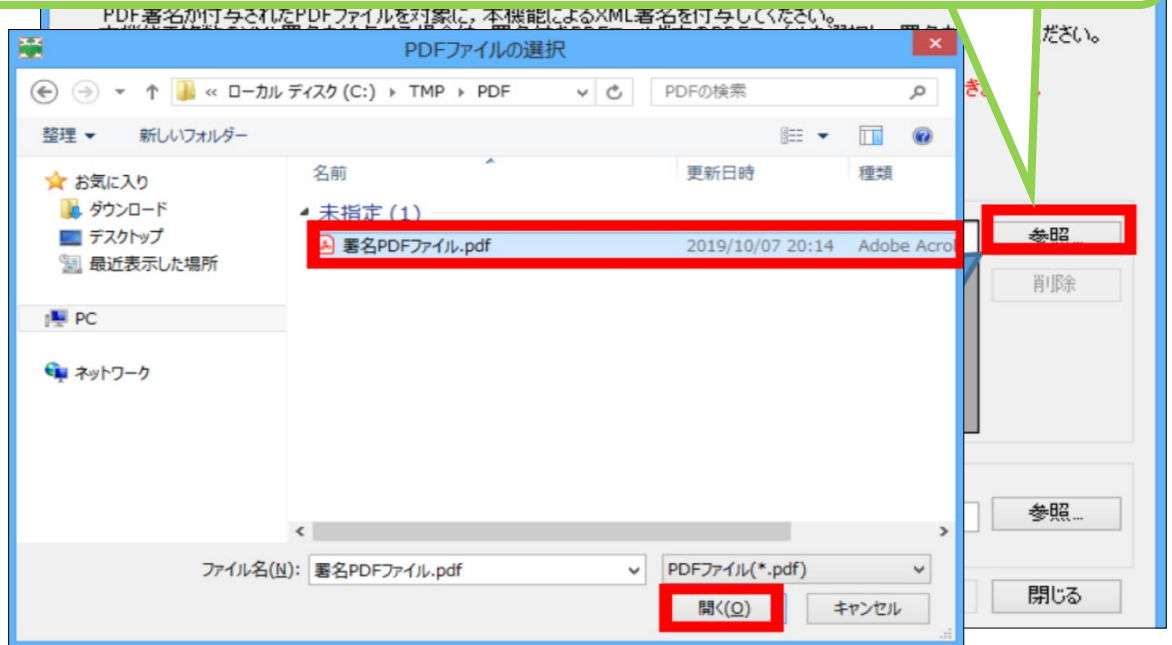 PDF署名が付与されたPDFファイルを対象に, 本機能によるXML署名を付与してください。
ださい。
PDFファイルの選択
« ローカル ディスク (C:) ▸ TMP ▸ PDF
PDFの検索
整理 新しいフォルダー
名前 更新日時 種類
お気に入り
ダウンロード
デスクトップ
最近表示した場所
PC
ネットワーク
未指定 (1)
署名PDFファイル.pdf 2019/10/07 20:14 Adobe Acro
参照...
削除
参照...
ファイル名(N): 署名PDFファイル.pdf PDFファイル(*.pdf)
開く(O) キャンセル
閉じる